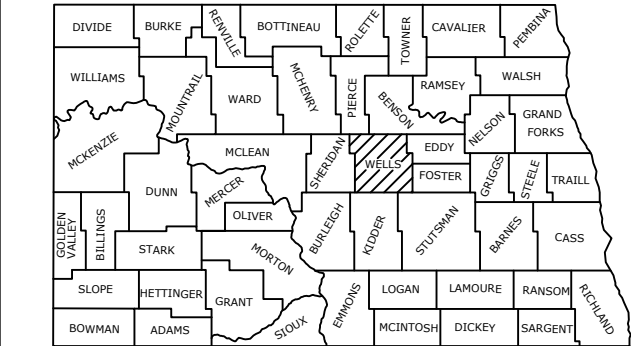 DIVIDE
BURKE
RENVILLE
BOTTINEAU
ROLETTE
TOWNER
CAVALIER
PEMBINA
WILLIAMS
MOUNTRAIL
WARD
MCHENRY
PIERCE
BENSON
RAMSEY
WALSH
MCKENZIE
NELSON
GRAND
FORKS
DUNN
MCLEAN
MERCER
OLIVER
SHERIDAN
WELLS
EDDY
FOSTER
GRIGGS
STEELE
TRAILL
GOLDEN
VALLEY
BILLINGS
STARK
MORTON
BURLEIGH
KIDDER
STUTSMAN
BARNES
CASS
SLOPE
HETTINGER
GRANT
SIOUX
EMMONS
LOGAN
LAMOURE
RANSOM
RICHLAND
BOWMAN
ADAMS
MCINTOSH
DICKEY
SARGENT